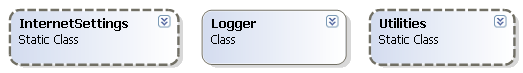 InternetSettings
Static Class
Logger
Class
Utilities
Static Class